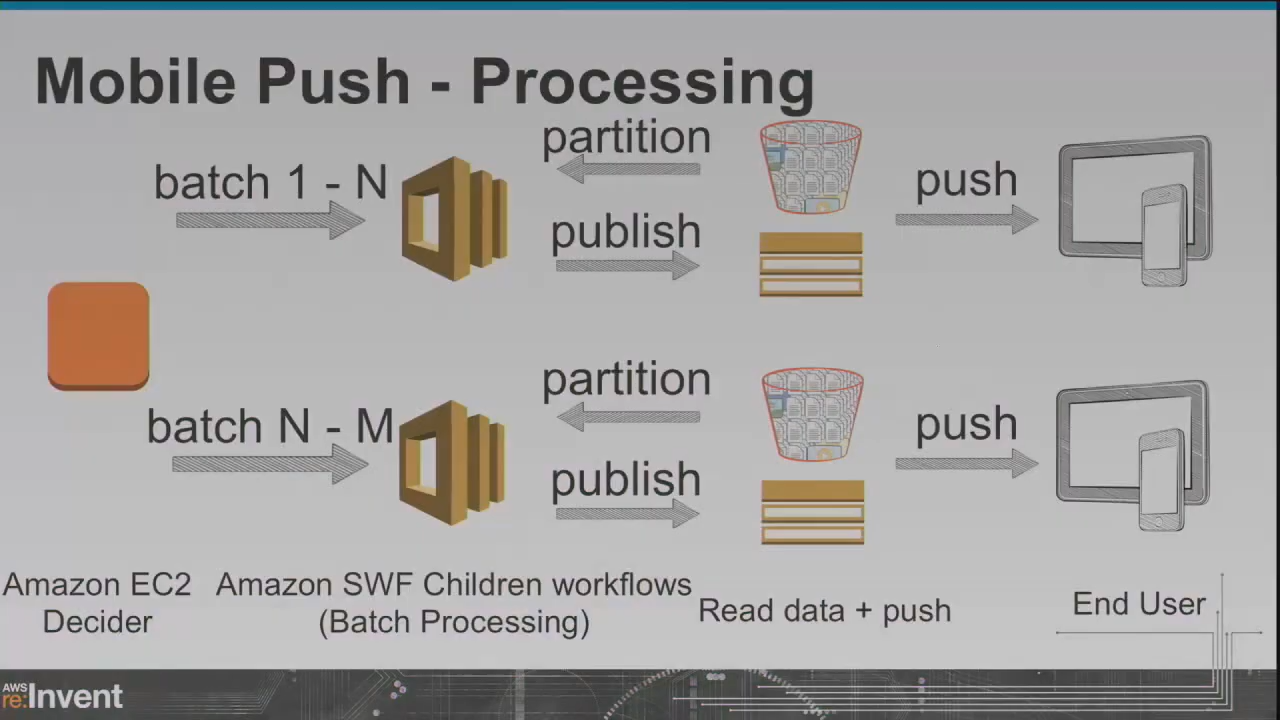 Mobile Push - Processing
batch 1 - N
partition
publish
push
batch N - M
partition
publish
push
Amazon EC2
Decider
Amazon SWF Children workflows
(Batch Processing)
Read data + push
End User
AWS
re:Invent